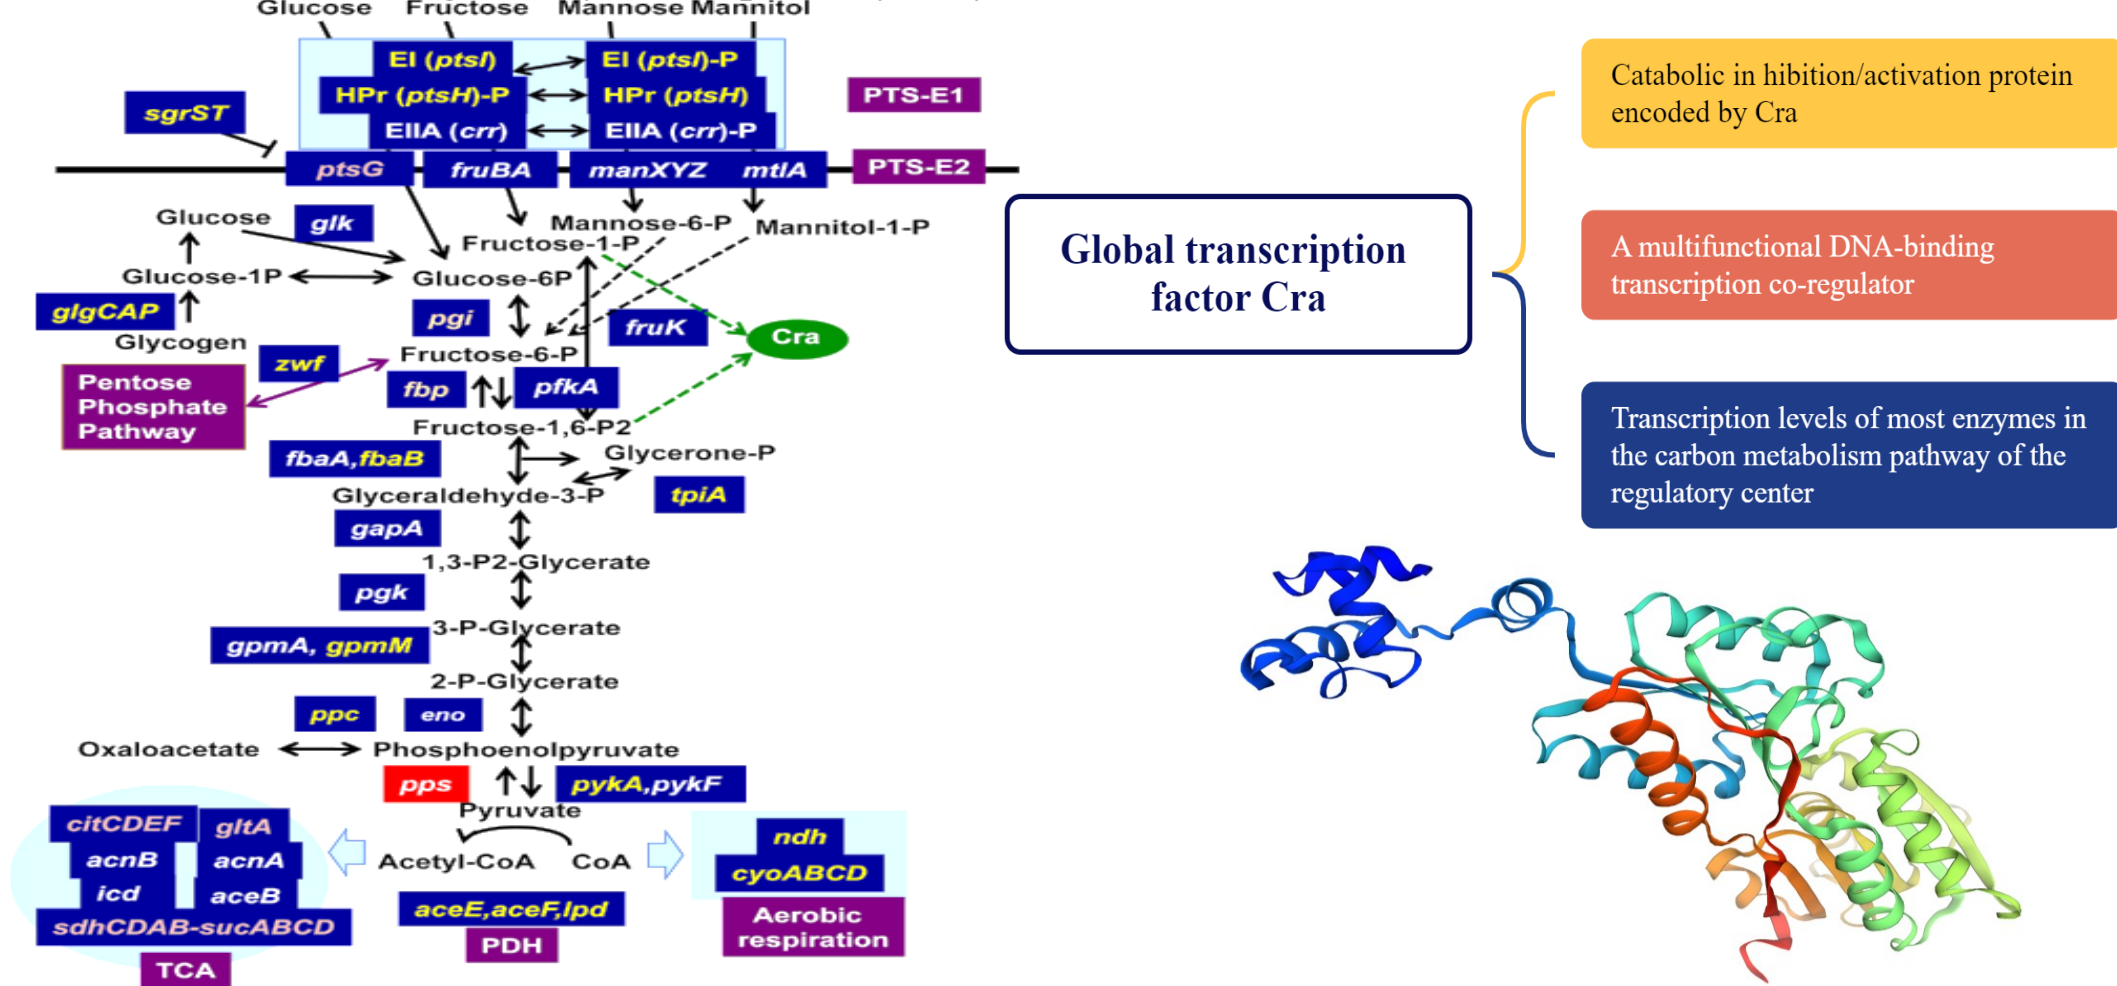 Glucose Fructose Mannose Mannitol
EI (ptsI) EI (ptsI)-P
HPr (ptsH)-P HPr (ptsH)
EIIA (crr) EIIA (crr)-P
PTS-E1
sgrST
ptsG fruBA manXYZ mtlA PTS-E2
Glucose glk Mannose-6-P Mannitol-1-P
Fructose-1-P
Glucose-1P Glucose-6P
glgCAP pgi fruK Cra
Glycogen
zwf Fructose-6-P
Pentose
Phosphate
Pathway
fbp pfkA
Fructose-1,6-P2
fbaA,fbaB Glycerone-P
Glyceraldehyde-3-P tpiA
gapA
1,3-P2-Glycerate
pgk
3-P-Glycerate
gpmA, gpmM
2-P-Glycerate
ppc eno
Oxaloacetate Phosphoenolpyruvate
pps pykA,pykF
Pyruvate
citCDEF gltA
acnB acnA
icd aceB
sdhCDAB-sucABCD
TCA
Acetyl-CoA CoA
aceE,aceF,lpd
PDH
ndh
cyoABCD
Aerobic
respiration
Global transcription
factor Cra
Catabolic in hibition/activation protein
encoded by Cra
A multifunctional DNA-binding
transcription co-regulator
Transcription levels of most enzymes in
the carbon metabolism pathway of the
regulatory center